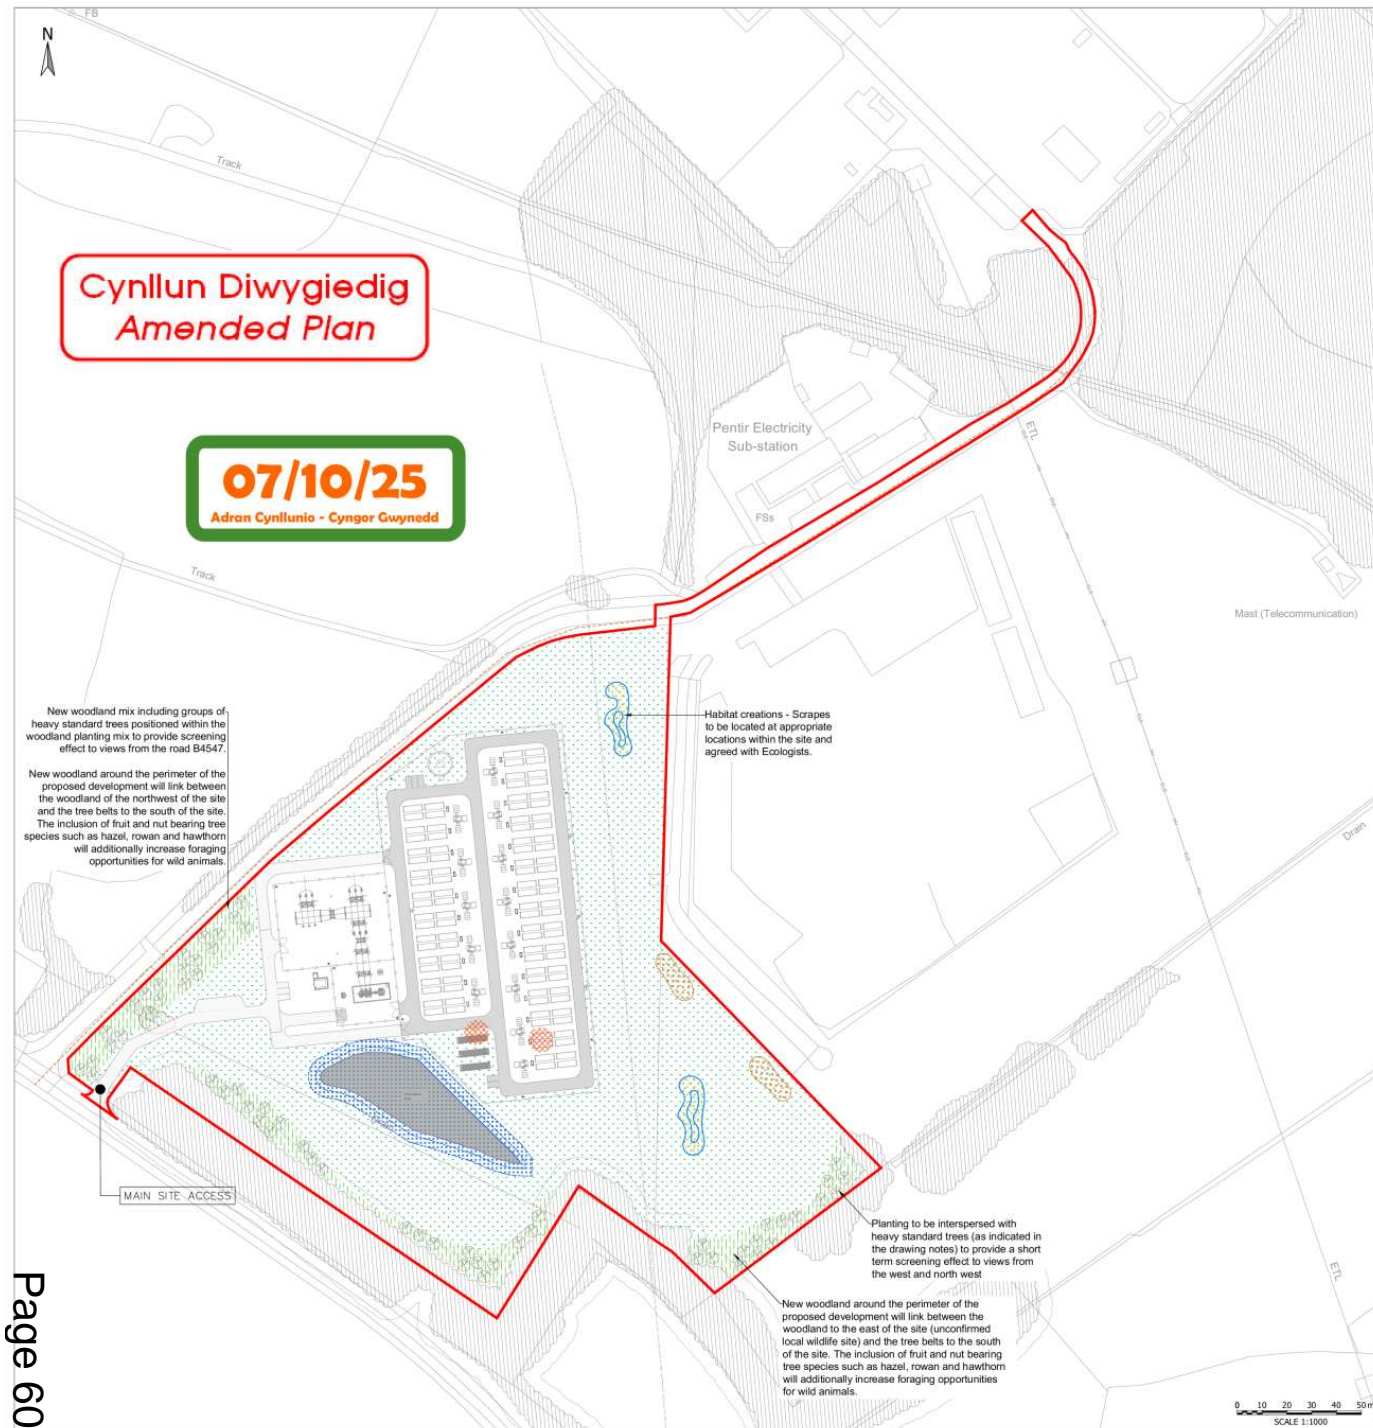 FB
N
Track
Cynllun Diwygiedig
Amended Plan
Pentir Electricity
Sub-station
ETL
07/10/25
Adran Cynllunio - Cyngor Gwynedd
FSs
Track
Mast (Telecommunication)
New woodland mix including groups of
heavy standard trees positioned within the
woodland planting mix to provide screening
effect to views from the road B4547.
New woodland around the perimeter of the
proposed development will link between
the woodland of the northwest of the site
and the tree belts to the south of the site.
The inclusion of fruit and nut bearing tree
species such as hazel, rowan and hawthorn
will additionally increase foraging
opportunities for wild animals.
Habitat creations - Scrapes
to be located at appropriate
locations within the site and
agreed with Ecologists.
Drain
MAIN SITE ACCESS
Planting to be interspersed with
heavy standard trees (as indicated in
the drawing notes) to provide a short
term screening effect to views from
the west and north west
ETL
New woodland around the perimeter of the
proposed development will link between the
woodland to the east of the site (unconfirmed
local wildlife site) and the tree belts to the south
of the site. The inclusion of fruit and nut bearing
tree species such as hazel, rowan and hawthorn
will additionally increase foraging opportunities
for wild animals.
Page 60
0 10 20 30 40 50 m
SCALE 1:1000